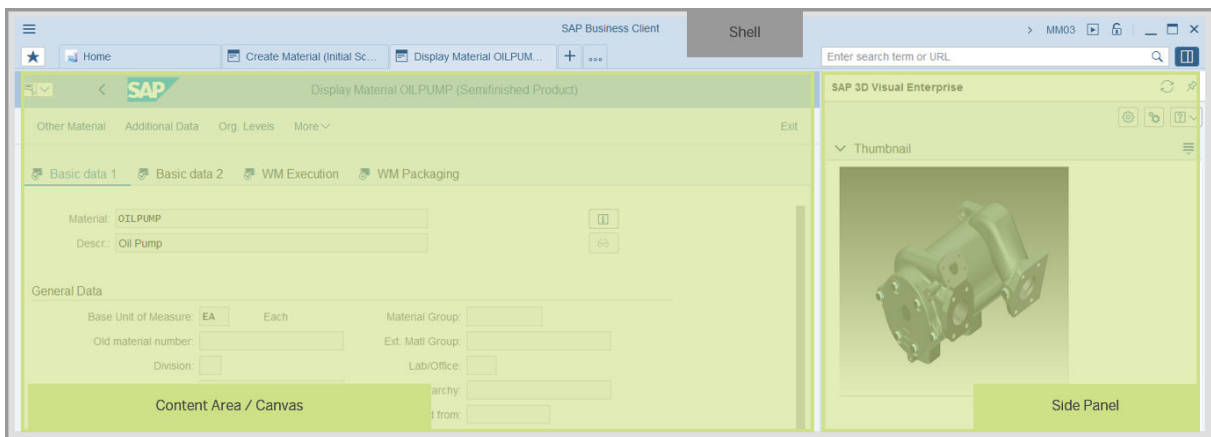 SAP Business Client
Shell
MM03
Home
Create Material (Initial Sc...
Display Material OILPUM...
Enter search term or URL
SAP
Display Material OILPUMP (Semifinished Product)
SAP 3D Visual Enterprise
Other Material Additional Data Org. Levels More
Exit
Thumbnail
Basic data 1 Basic data 2 WM Execution WM Packaging
Material: OILPUMP
Descr.: Oil Pump
General Data
Base Unit of Measure: EA Each Material Group:
Old material number: Ext. Matl Group:
Division: Lab/Office:
archy:
from:
Content Area / Canvas
Side Panel